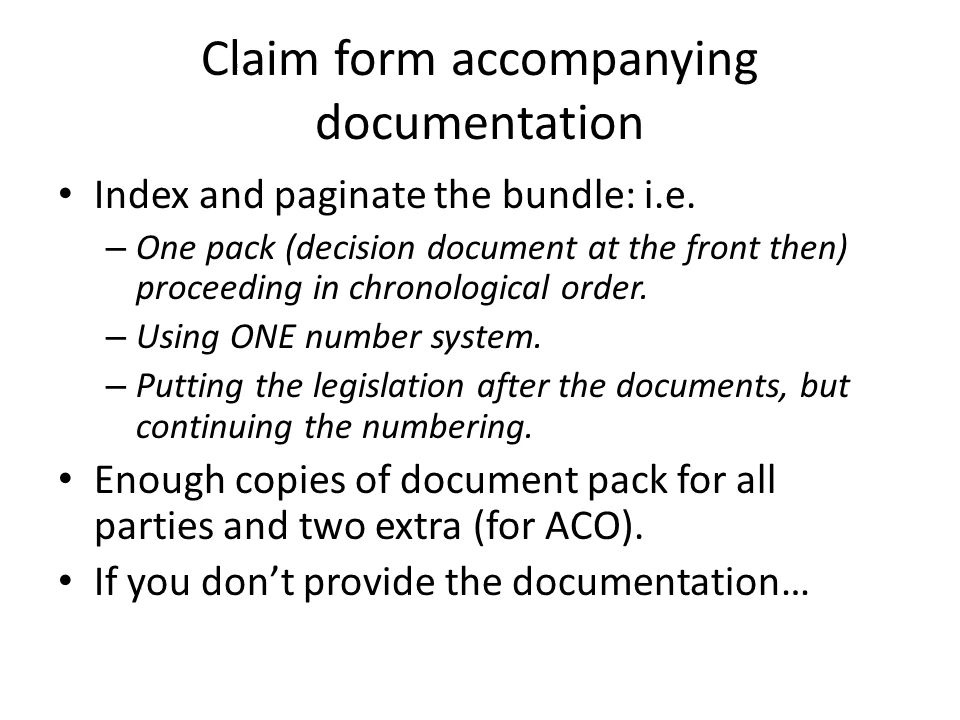 Claim form accompanying
documentation
• Index and paginate the bundle: i.e.
– One pack (decision document at the front then)
proceeding in chronological order.
– Using ONE number system.
– Putting the legislation after the documents, but
continuing the numbering.
• Enough copies of document pack for all
parties and two extra (for ACO).
• If you don’t provide the documentation…